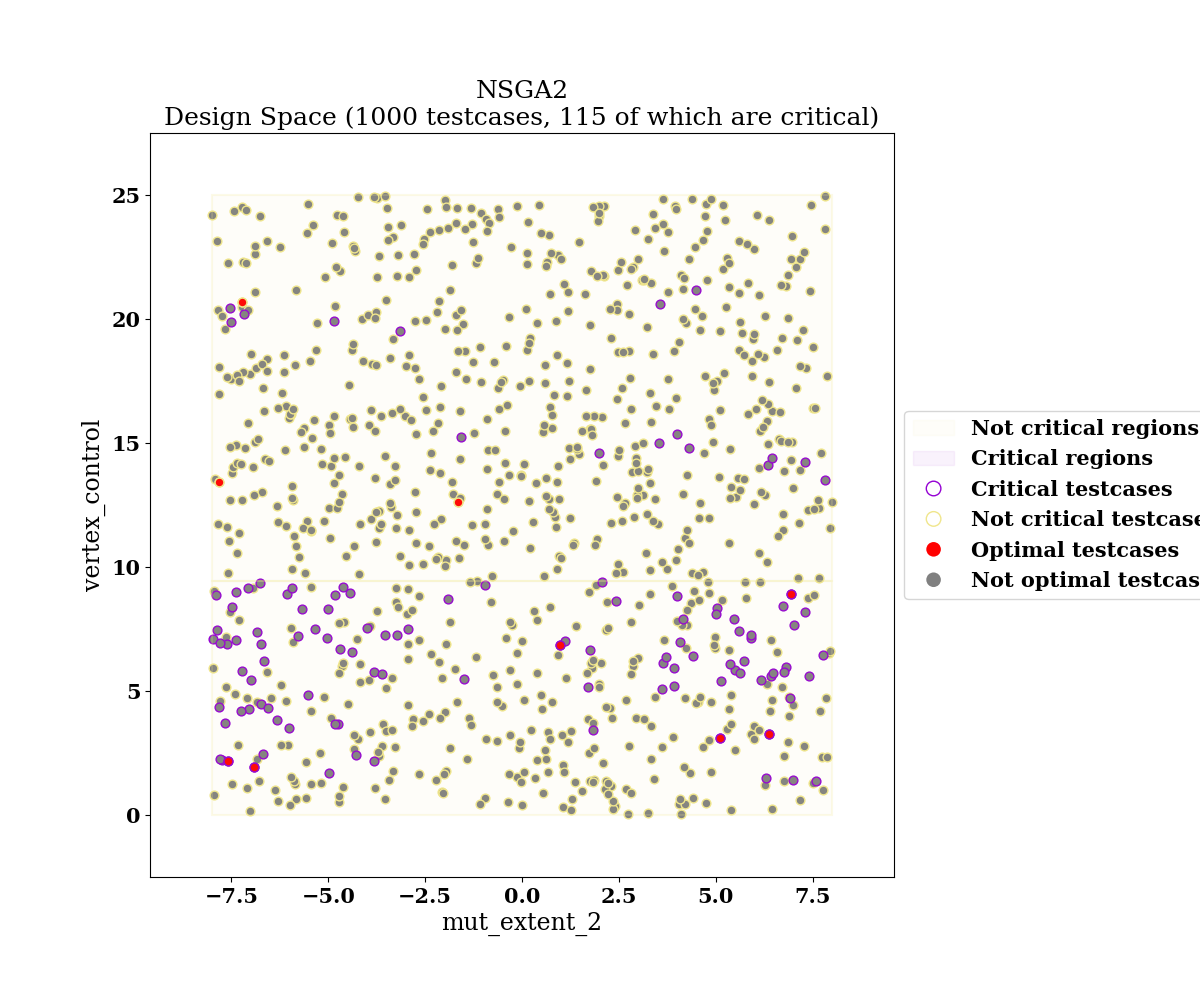 NSGA2
Design Space (1000 testcases, 115 of which are critical)
25
20
15
10
5
0
vertex_control
−7.5 −5.0 −2.5 0.0 2.5 5.0 7.5
mut_extent_2
Not critical regions
Critical regions
Critical testcases
Not critical testcase
Optimal testcases
Not optimal testcas